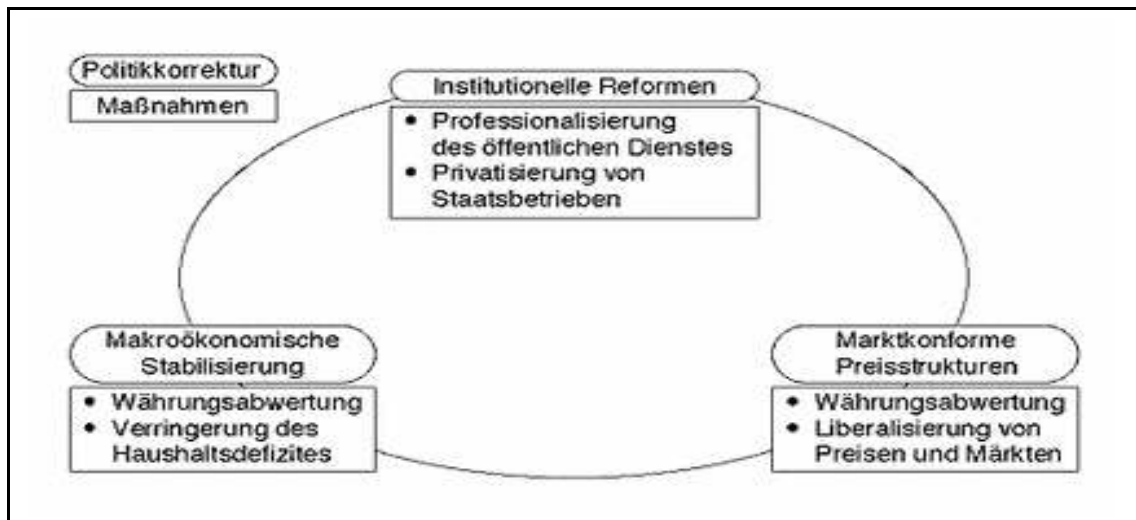 Politikkorrektur
Maßnahmen
Institutionelle Reformen
• Professionalisierung
des öffentlichen Dienstes
• Privatisierung von
Staatsbetrieben
Makroökonomische
Stabilisierung
• Währungsabwertung
• Verringerung des
Haushaltsdefizites
Marktkonforme
Preisstrukturen
• Währungsabwertung
• Liberalisierung von
Preisen und Märkten